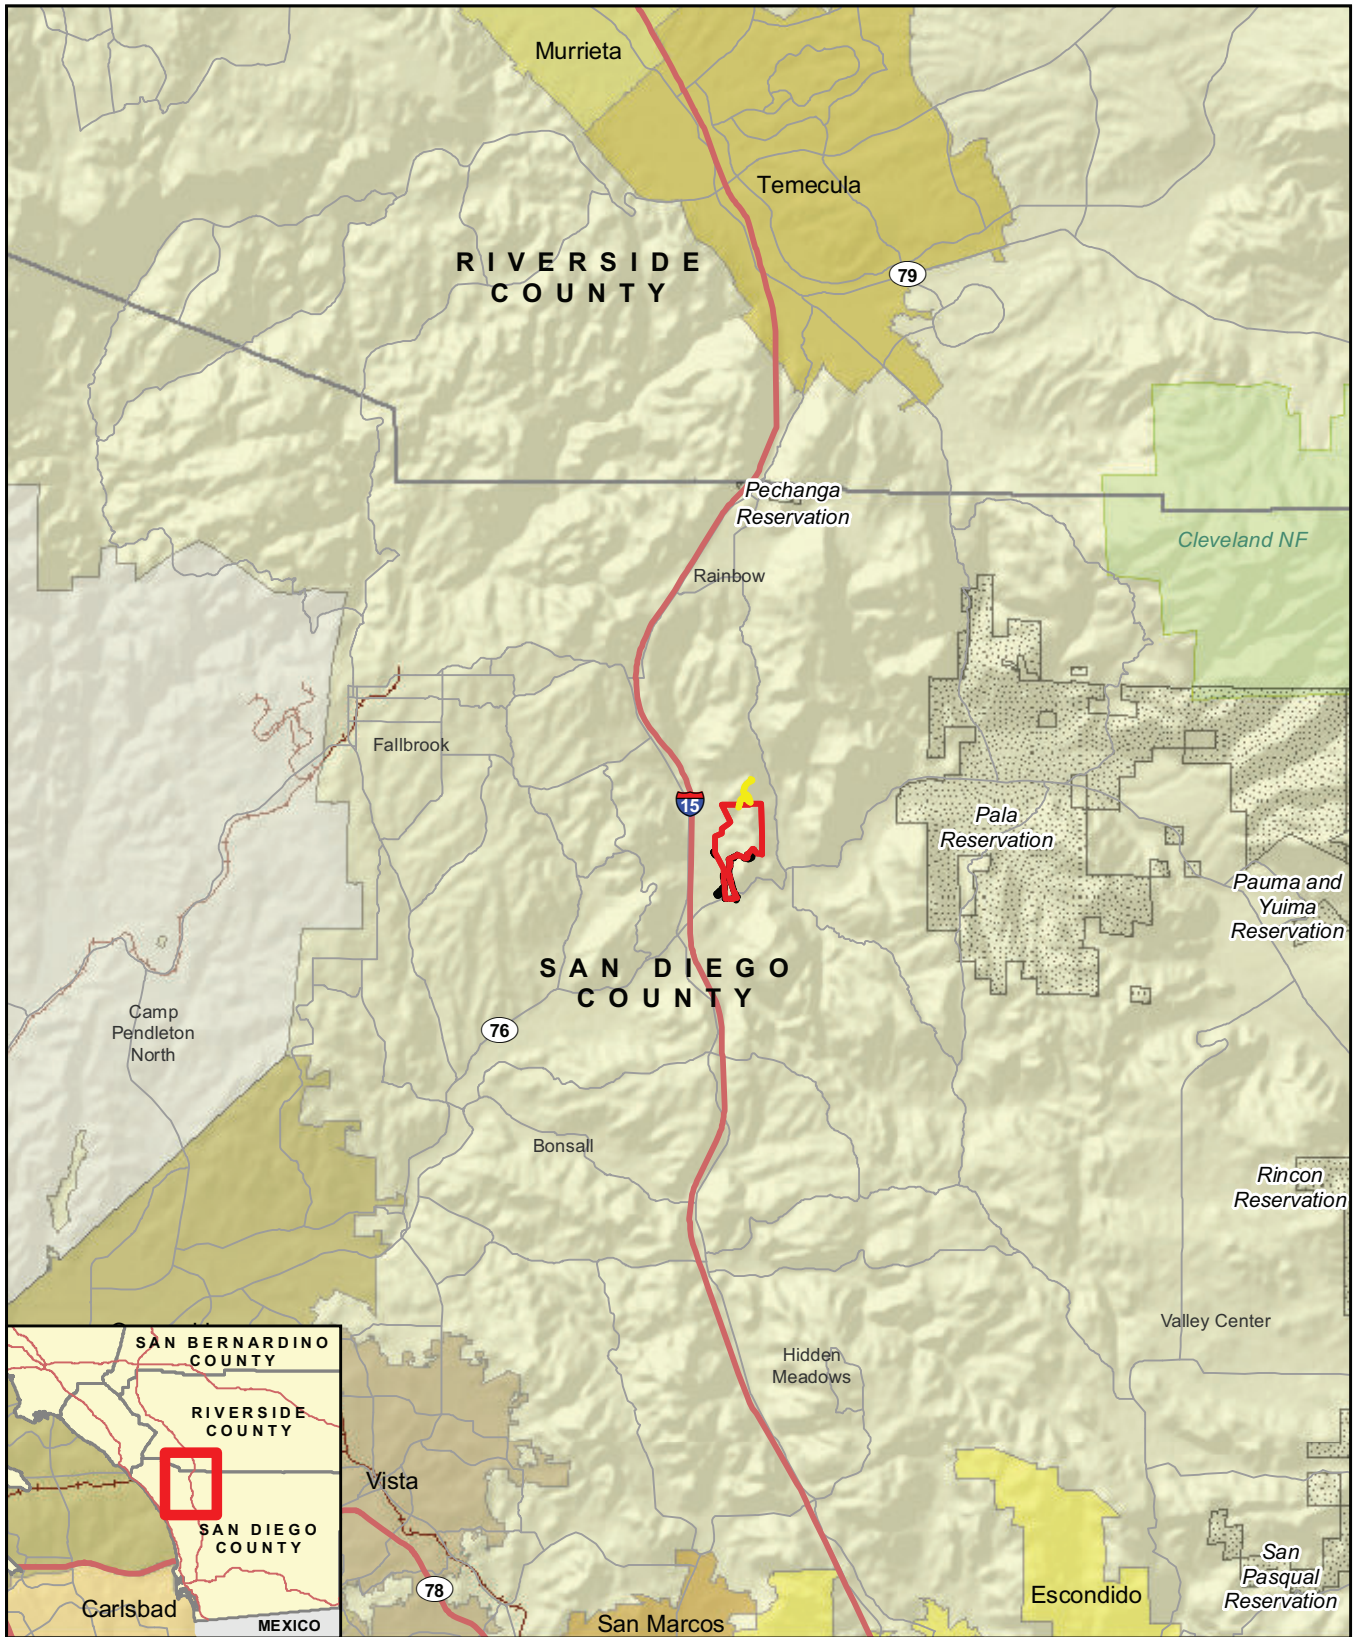 Murrieta
Temecula
RIVERSIDE
COUNTY
79
Pechanga
Reservation
Cleveland NF
Rainbow
Fallbrook
15
Pala
Reservation
Pauma and
Yuima
Reservation
SAN DIEGO
COUNTY
Camp
Pendleton
North
76
Bonsall
Rincon
Reservation
Valley Center
Hidden
Meadows
SAN BERNARDINO
COUNTY
RIVERSIDE
COUNTY
SAN DIEGO
COUNTY
MEXICO
Carlsbad
Vista
78
San Marcos
Escondido
San
Pasqual
Reservation